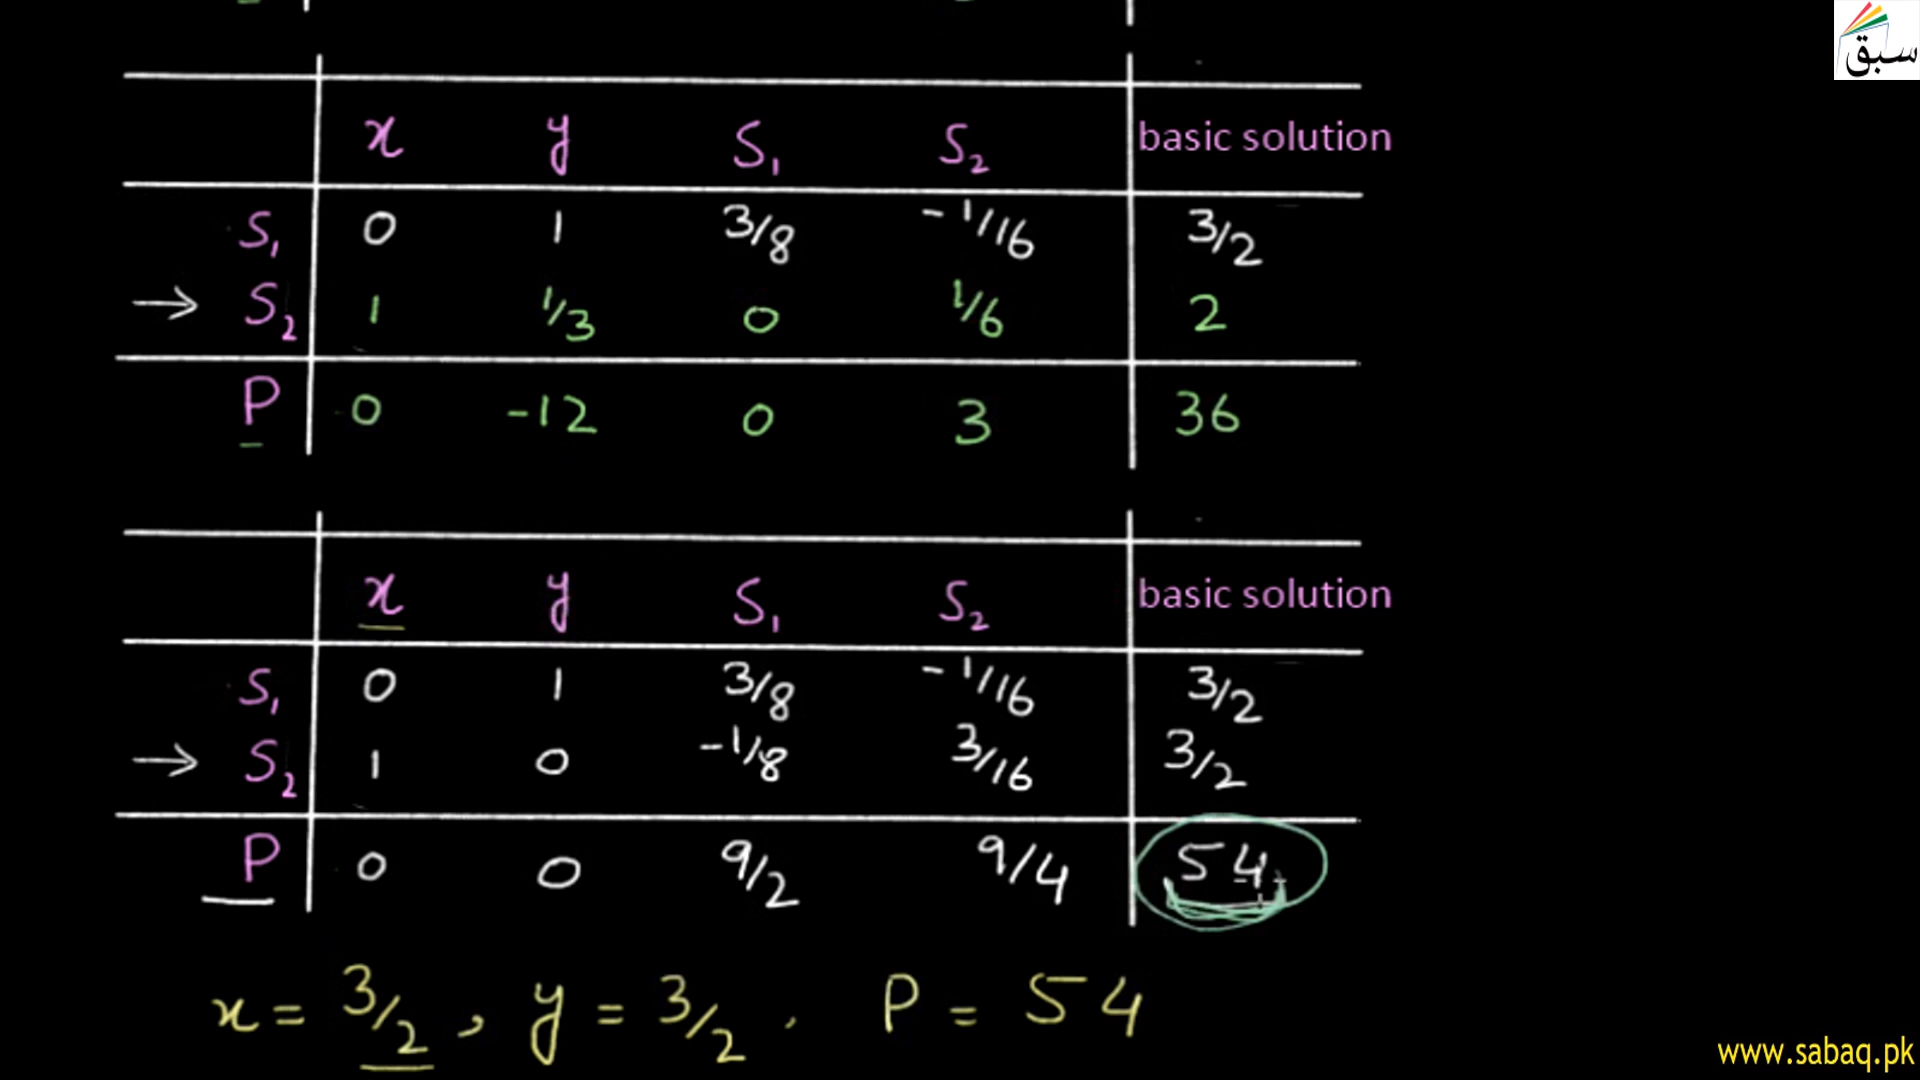 سبق
x y S₁ S₂ basic solution
S₁ 0 1 3/8 -1/16 3/2
→ S₂ 1 1/3 0 1/6 2
P 0 -12 0 3 36
x y S₁ S₂ basic solution
S₁ 0 1 3/8 -1/16 3/2
→ S₂ 1 0 -1/8 3/16 3/2
P 0 0 9/2 9/4 54
x = 3/2 , y = 3/2 . P = 54
www.sabaq.pk